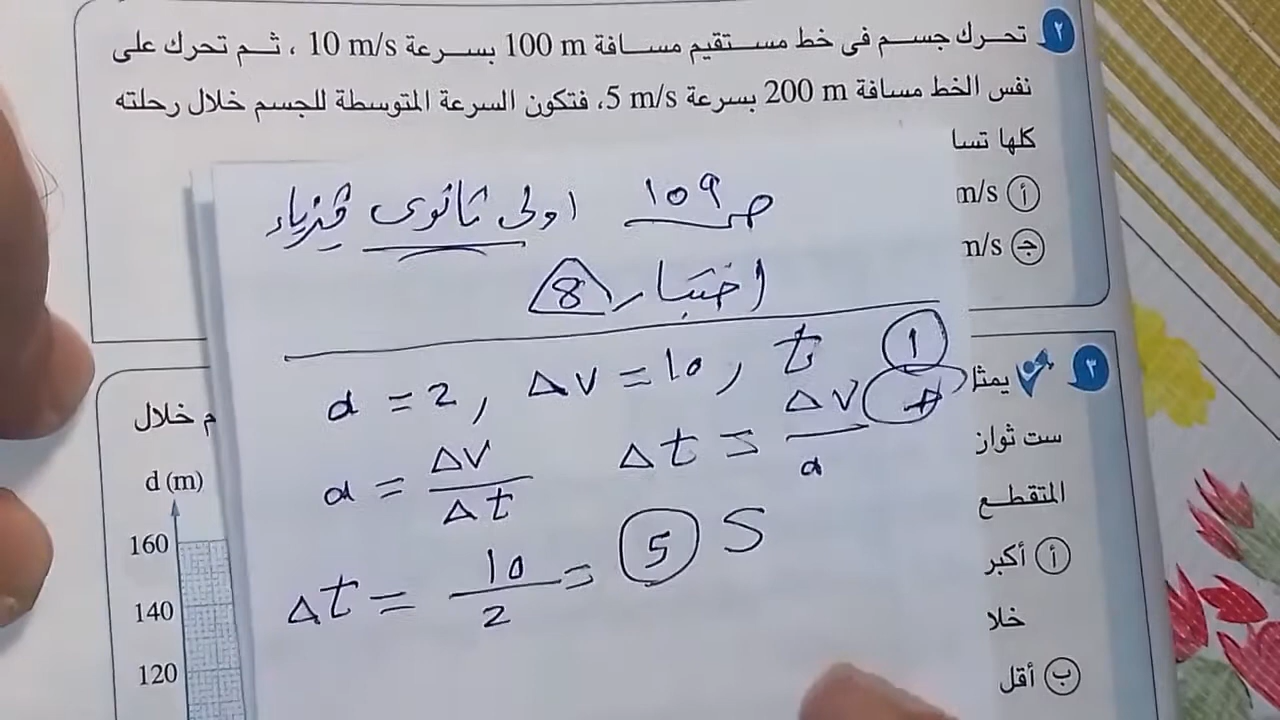 ٢ تحرك جسم فى خط مستقيم مسافة 100 m بسرعة 10 m/s ، ثم تحرك على
نفس الخط مسافة 200 m بسرعة 5 m/s، فتكون السرعة المتوسطة للجسم خلال رحلته
كلها تسا
أ m/s
ج m/s
ص ١٥٩ اولى ثانوى فيزياء
اختبار 8
1
a = 2, ΔV = 10, t
a = ΔV / Δt    Δt = ΔV / a
Δt = 10 / 2 = 5 S
٣ يمثل
م خلال
ست ثوان
المتقطع
أ أكبر
خلا
ب أقل
d (m)
160
140
120